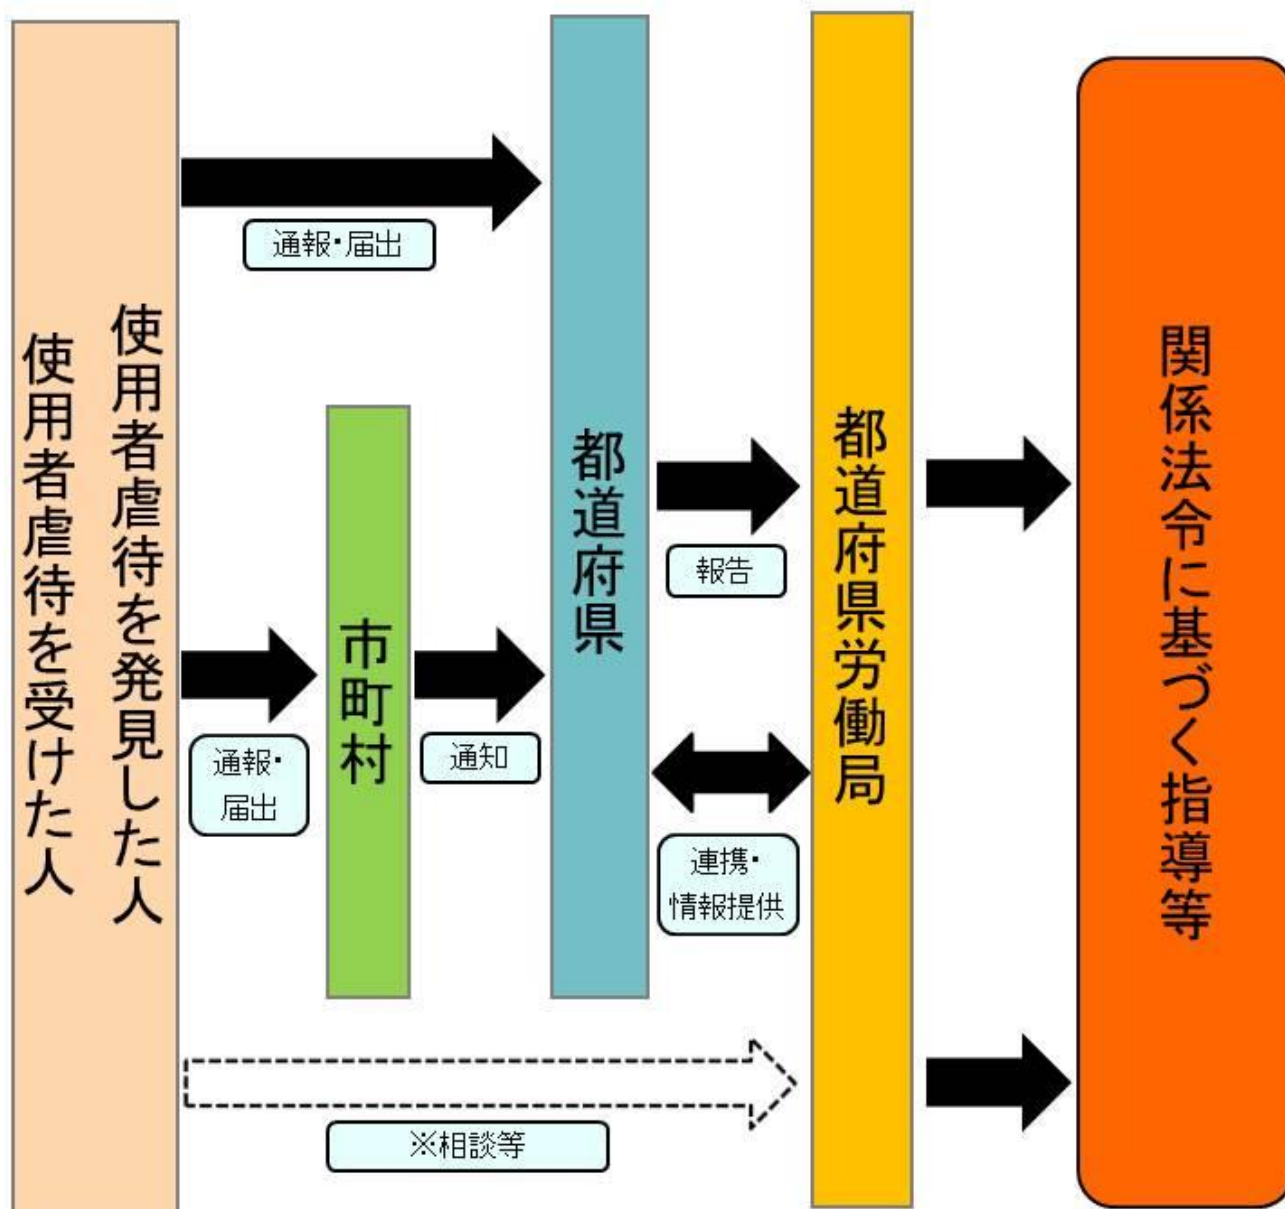 使用者虐待を発見した人
使用者虐待を受けた人
通報・届出
通報・
届出
市町村
通知
都道府県
報告
連携・
情報提供
※相談等
都道府県労働局
関係法令に基づく指導等